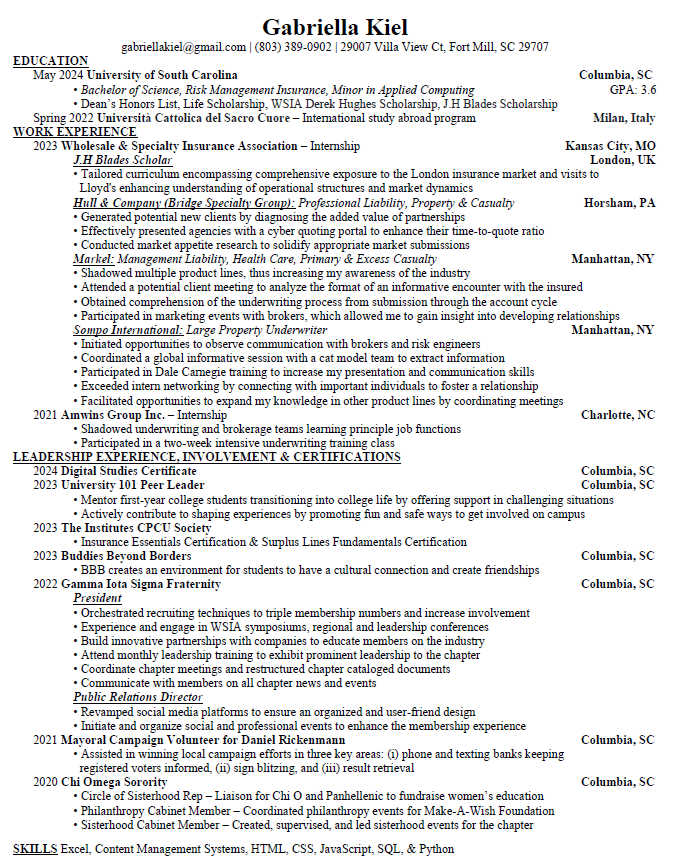 Gabriella Kiel
gabriellakiel@gmail.com | (803) 389-0902 | 29007 Villa View Ct, Fort Mill, SC 29707
EDUCATION
May 2024 University of South Carolina Columbia, SC
• Bachelor of Science, Risk Management Insurance, Minor in Applied Computing GPA: 3.6
• Dean's Honors List, Life Scholarship, WSIA Derek Hughes Scholarship, J.H Blades Scholarship
Spring 2022 Università Cattolica del Sacro Cuore – International study abroad program Milan, Italy
WORK EXPERIENCE
2023 Wholesale & Specialty Insurance Association – Internship Kansas City, MO
J.H Blades Scholar London, UK
• Tailored curriculum encompassing comprehensive exposure to the London insurance market and visits to
Lloyd's enhancing understanding of operational structures and market dynamics
Hull & Company (Bridge Specialty Group): Professional Liability, Property & Casualty Horsham, PA
• Generated potential new clients by diagnosing the added value of partnerships
• Effectively presented agencies with a cyber quoting portal to enhance their time-to-quote ratio
• Conducted market appetite research to solidify appropriate market submissions
Markel: Management Liability, Health Care, Primary & Excess Casualty Manhattan, NY
• Shadowed multiple product lines, thus increasing my awareness of the industry
• Attended a potential client meeting to analyze the format of an informative encounter with the insured
• Obtained comprehension of the underwriting process from submission through the account cycle
• Participated in marketing events with brokers, which allowed me to gain insight into developing relationships
Sompo International: Large Property Underwriter Manhattan, NY
• Initiated opportunities to observe communication with brokers and risk engineers
• Coordinated a global informative session with a cat model team to extract information
• Participated in Dale Carnegie training to increase my presentation and communication skills
• Exceeded intern networking by connecting with important individuals to foster a relationship
• Facilitated opportunities to expand my knowledge in other product lines by coordinating meetings
2021 Amwins Group Inc. – Internship Charlotte, NC
• Shadowed underwriting and brokerage teams learning principle job functions
• Participated in a two-week intensive underwriting training class
LEADERSHIP EXPERIENCE, INVOLVEMENT & CERTIFICATIONS
2024 Digital Studies Certificate Columbia, SC
2023 University 101 Peer Leader Columbia, SC
• Mentor first-year college students transitioning into college life by offering support in challenging situations
• Actively contribute to shaping experiences by promoting fun and safe ways to get involved on campus
2023 The Institutes CPCU Society
• Insurance Essentials Certification & Surplus Lines Fundamentals Certification
2023 Buddies Beyond Borders Columbia, SC
• BBB creates an environment for students to have a cultural connection and create friendships
2022 Gamma Iota Sigma Fraternity Columbia, SC
President
• Orchestrated recruiting techniques to triple membership numbers and increase involvement
• Experience and engage in WSIA symposiums, regional and leadership conferences
• Build innovative partnerships with companies to educate members on the industry
• Attend monthly leadership training to exhibit prominent leadership to the chapter
• Coordinate chapter meetings and restructured chapter cataloged documents
• Communicate with members on all chapter news and events
Public Relations Director
• Revamped social media platforms to ensure an organized and user-friend design
• Initiate and organize social and professional events to enhance the membership experience
2021 Mayoral Campaign Volunteer for Daniel Rickenmann Columbia, SC
• Assisted in winning local campaign efforts in three key areas: (i) phone and texting banks keeping
registered voters informed, (ii) sign blitzing, and (iii) result retrieval
2020 Chi Omega Sorority Columbia, SC
• Circle of Sisterhood Rep – Liaison for Chi O and Panhellenic to fundraise women's education
• Philanthropy Cabinet Member – Coordinated philanthropy events for Make-A-Wish Foundation
• Sisterhood Cabinet Member – Created, supervised, and led sisterhood events for the chapter
SKILLS Excel, Content Management Systems, HTML, CSS, JavaScript, SQL, & Python